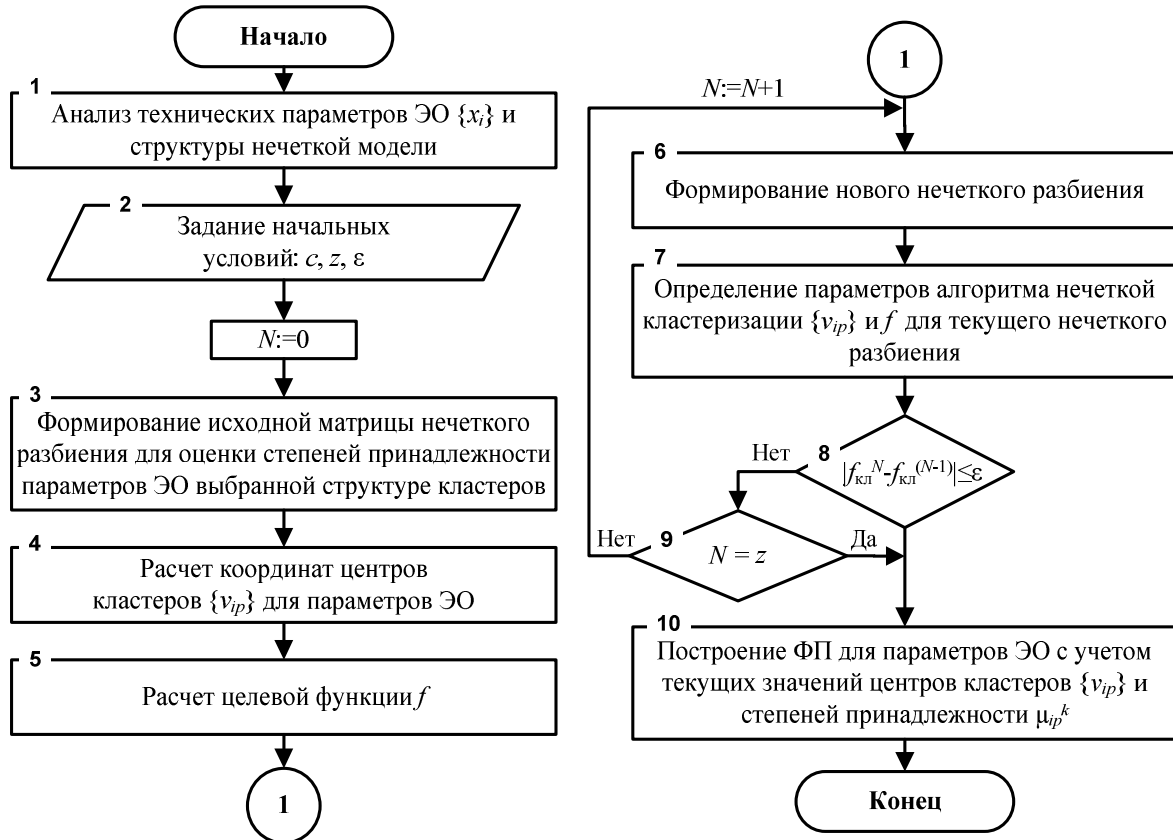 Начало
1
Анализ технических параметров ЭО {xi} и
структуры нечеткой модели
2
Задание начальных
условий: c, z, ε
N:=0
3
Формирование исходной матрицы нечеткого
разбиения для оценки степеней принадлежности
параметров ЭО выбранной структуре кластеров
4
Расчет координат центров
кластеров {vip} для параметров ЭО
5
Расчет целевой функции f
1
1
N:=N+1
6
Формирование нового нечеткого разбиения
7
Определение параметров алгоритма нечеткой
кластеризации {vip} и f для текущего нечеткого
разбиения
Нет
8
|fкл^N-fкл^(N-1)|≤ε
Нет
9
N = z
Да
10
Построение ФП для параметров ЭО с учетом
текущих значений центров кластеров {vip} и
степеней принадлежности μip^k
Конец